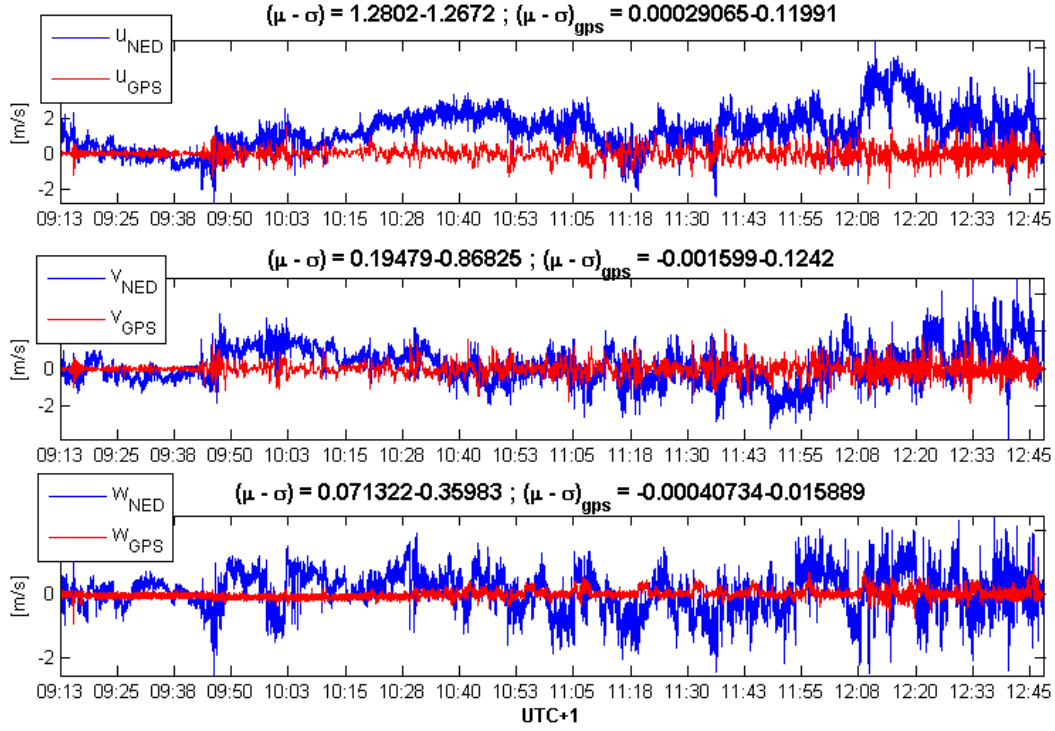 (μ - σ) = 1.2802-1.2672 ; (μ - σ)gps = 0.00029065-0.11991
uNED
uGPS
[m/s]
2
0
-2
09:13 09:25 09:38 09:50 10:03 10:15 10:28 10:40 10:53 11:05 11:18 11:30 11:43 11:55 12:08 12:20 12:33 12:45
(μ - σ) = 0.19479-0.86825 ; (μ - σ)gps = -0.001599-0.1242
vNED
vGPS
[m/s]
0
-2
09:13 09:25 09:38 09:50 10:03 10:15 10:28 10:40 10:53 11:05 11:18 11:30 11:43 11:55 12:08 12:20 12:33 12:45
(μ - σ) = 0.071322-0.35983 ; (μ - σ)gps = -0.00040734-0.015889
wNED
wGPS
[m/s]
0
-2
09:13 09:25 09:38 09:50 10:03 10:15 10:28 10:40 10:53 11:05 11:18 11:30 11:43 11:55 12:08 12:20 12:33 12:45
UTC+1